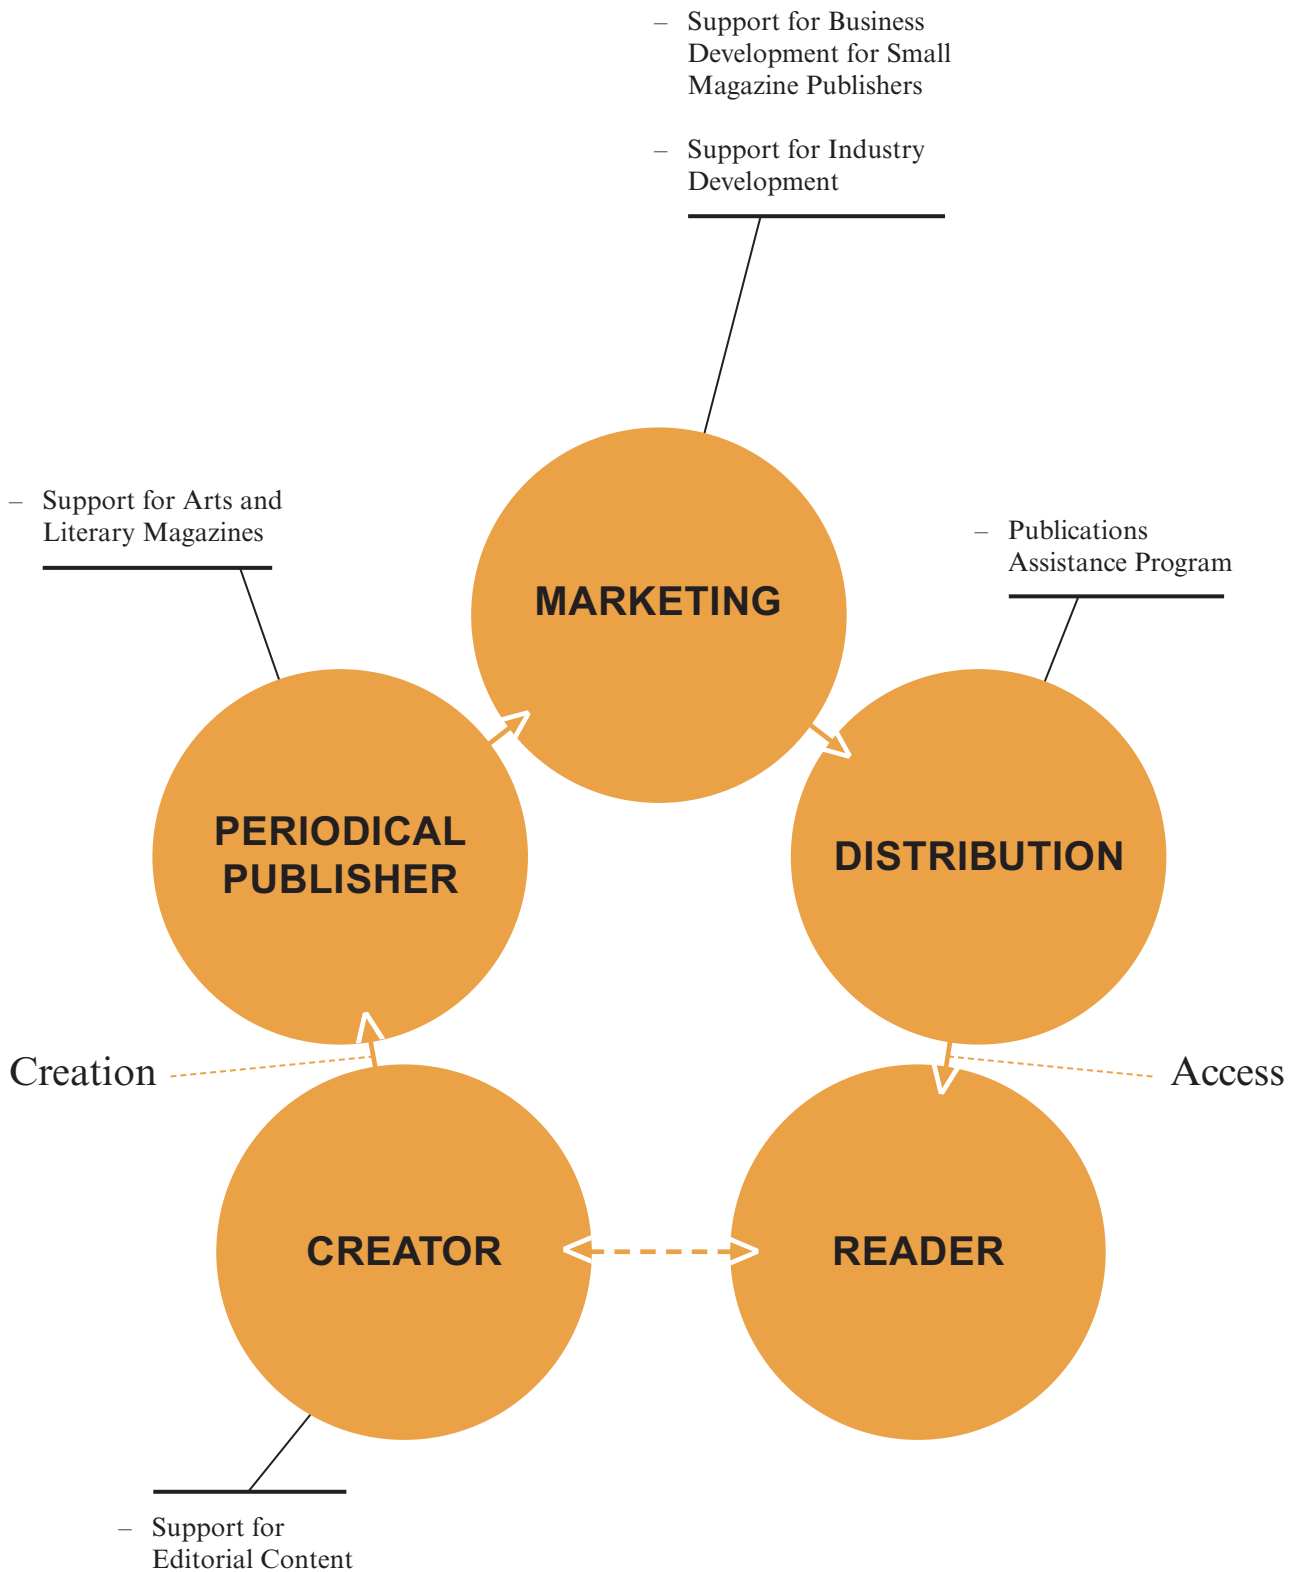 – Support for Business
Development for Small
Magazine Publishers
– Support for Industry
Development
– Support for Arts and
Literary Magazines
– Publications
Assistance Program
MARKETING
PERIODICAL
PUBLISHER
DISTRIBUTION
Creation
Access
CREATOR
READER
– Support for
Editorial Content